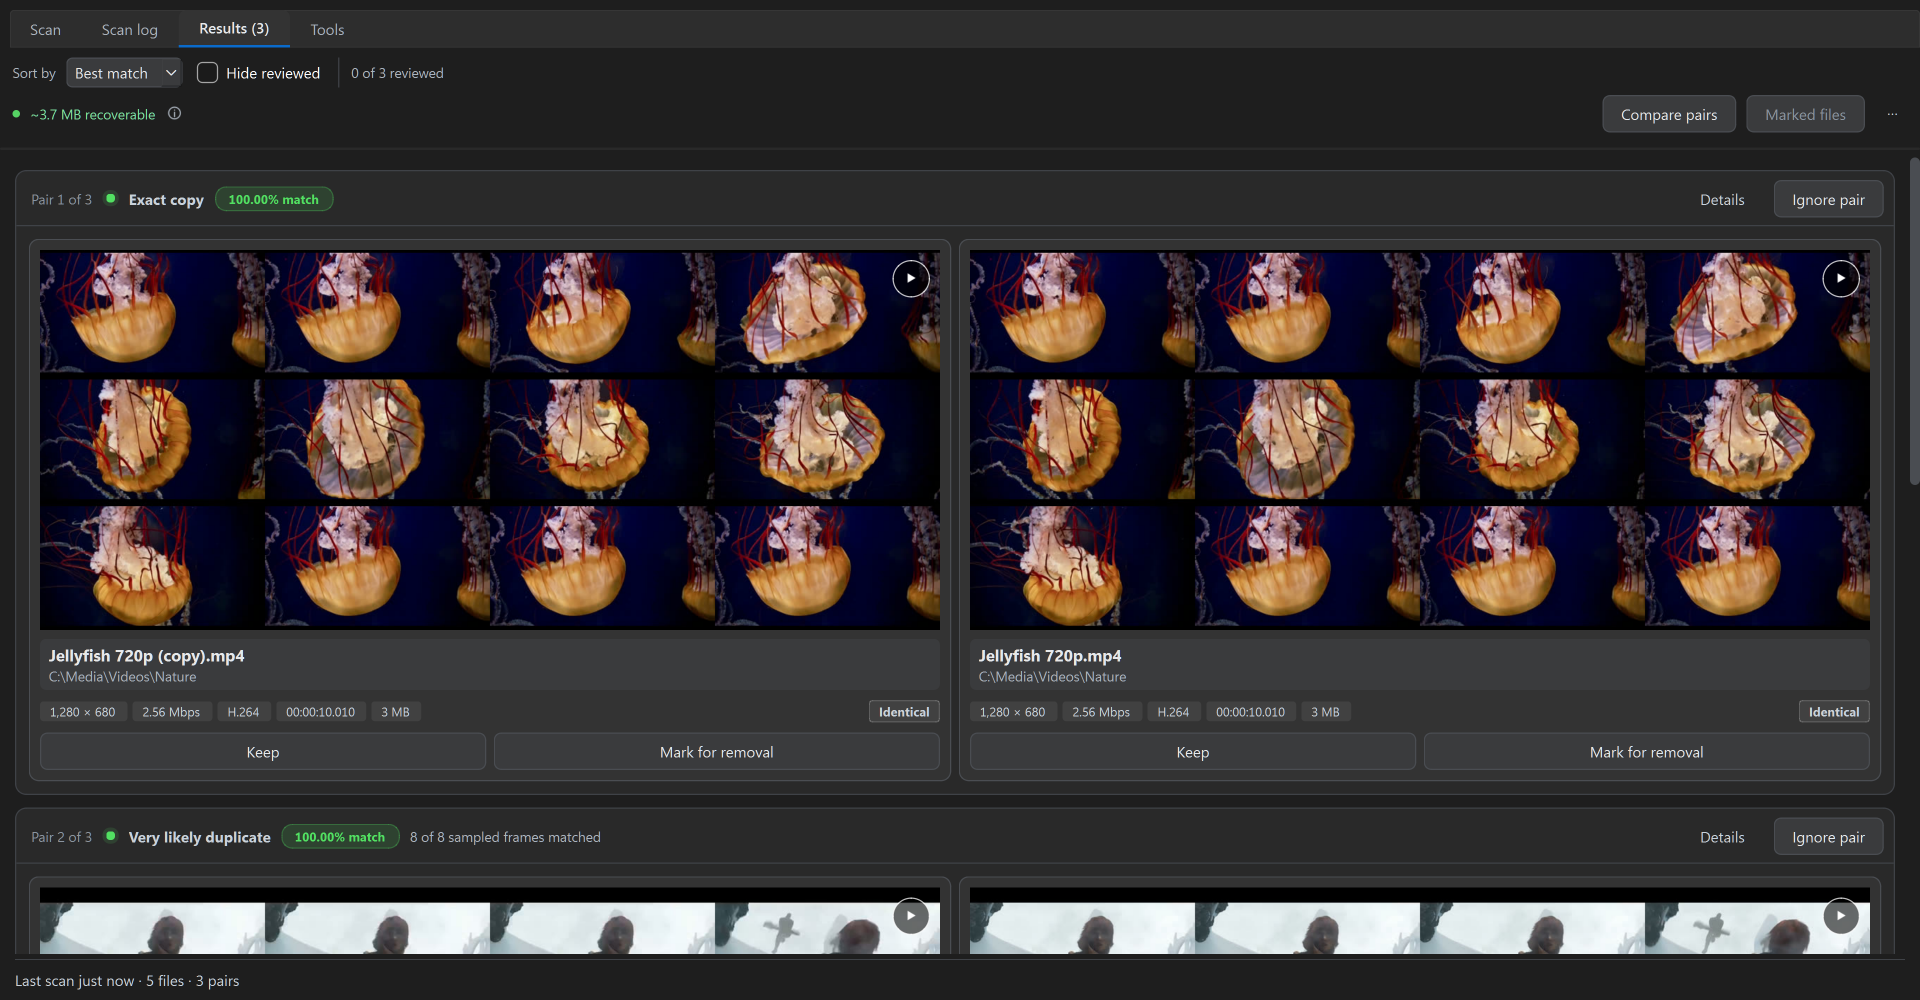 Scan Scan log Results (3) Tools
Sort by Best match Hide reviewed 0 of 3 reviewed
~3.7 MB recoverable Compare pairs Marked files ...
Pair 1 of 3 Exact copy 100.00% match Details Ignore pair
Jellyfish 720p (copy).mp4
C:\Media\Videos\Nature
1,280 × 680 2.56 Mbps H.264 00:00:10.010 3 MB Identical
Keep Mark for removal
Jellyfish 720p.mp4
C:\Media\Videos\Nature
1,280 × 680 2.56 Mbps H.264 00:00:10.010 3 MB Identical
Keep Mark for removal
Pair 2 of 3 Very likely duplicate 100.00% match 8 of 8 sampled frames matched Details Ignore pair
Last scan just now · 5 files · 3 pairs